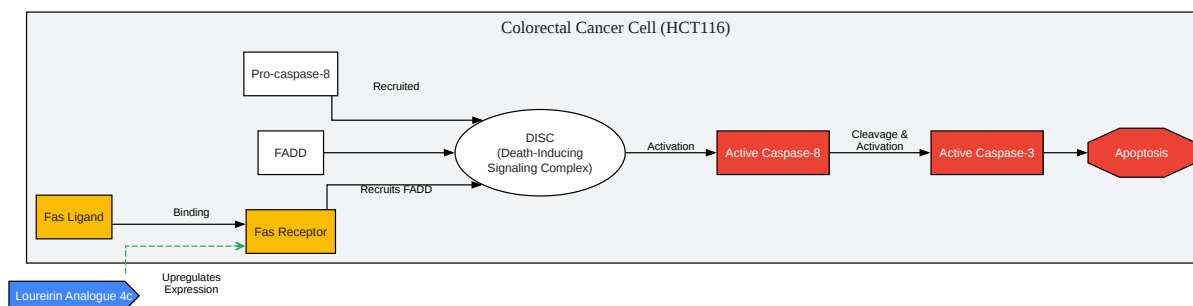 Colorectal Cancer Cell (HCT116)
Pro-caspase-8
Recruited
FADD
DISC
(Death-Inducing
Signaling Complex)
Activation
Active Caspase-8
Cleavage &
Activation
Active Caspase-3
Apoptosis
Recruits FADD
Fas Ligand
Binding
Fas Receptor
Upregulates
Expression
Loureirin Analogue 4c